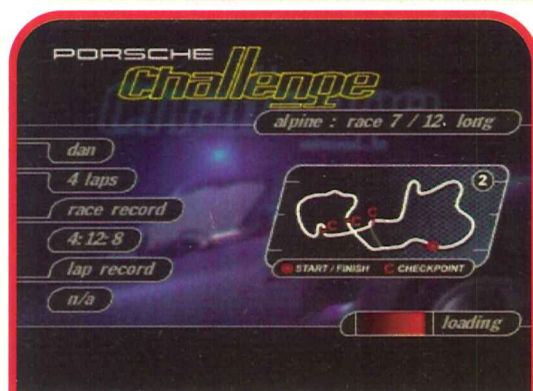 PORSCHE
Challenge
alpine : race 7 / 12. long
dan
4 laps
race record
4:12:8
lap record
n/a
2
C C C
START / FINISH C CHECKPOINT
loading